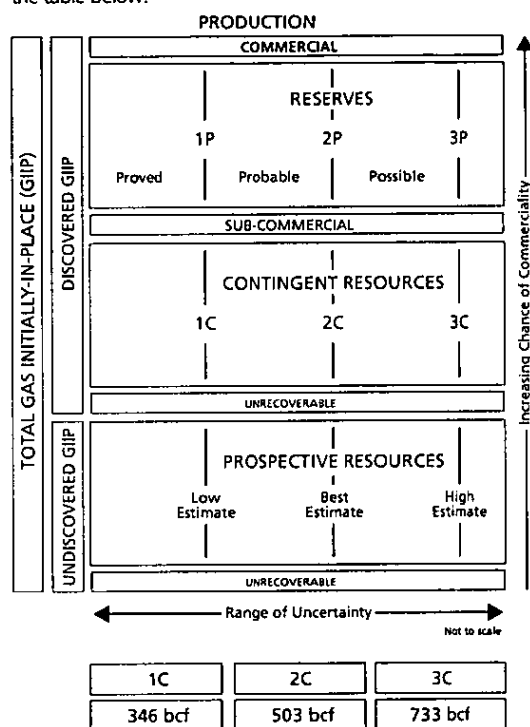 the table below.
PRODUCTION
COMMERCIAL
RESERVES
1P 2P 3P
Proved Probable Possible
SUB-COMMERCIAL
CONTINGENT RESOURCES
1C 2C 3C
UNRECOVERABLE
PROSPECTIVE RESOURCES
Low Estimate
Best Estimate
High Estimate
UNRECOVERABLE
TOTAL GAS INITIALLY-IN-PLACE (GIIP)
DISCOVERED GIIP
UNDISCOVERED GIIP
Increasing Chance of Commerciality
Range of Uncertainty
Not to scale
1C 2C 3C
346 bcf 503 bcf 733 bcf